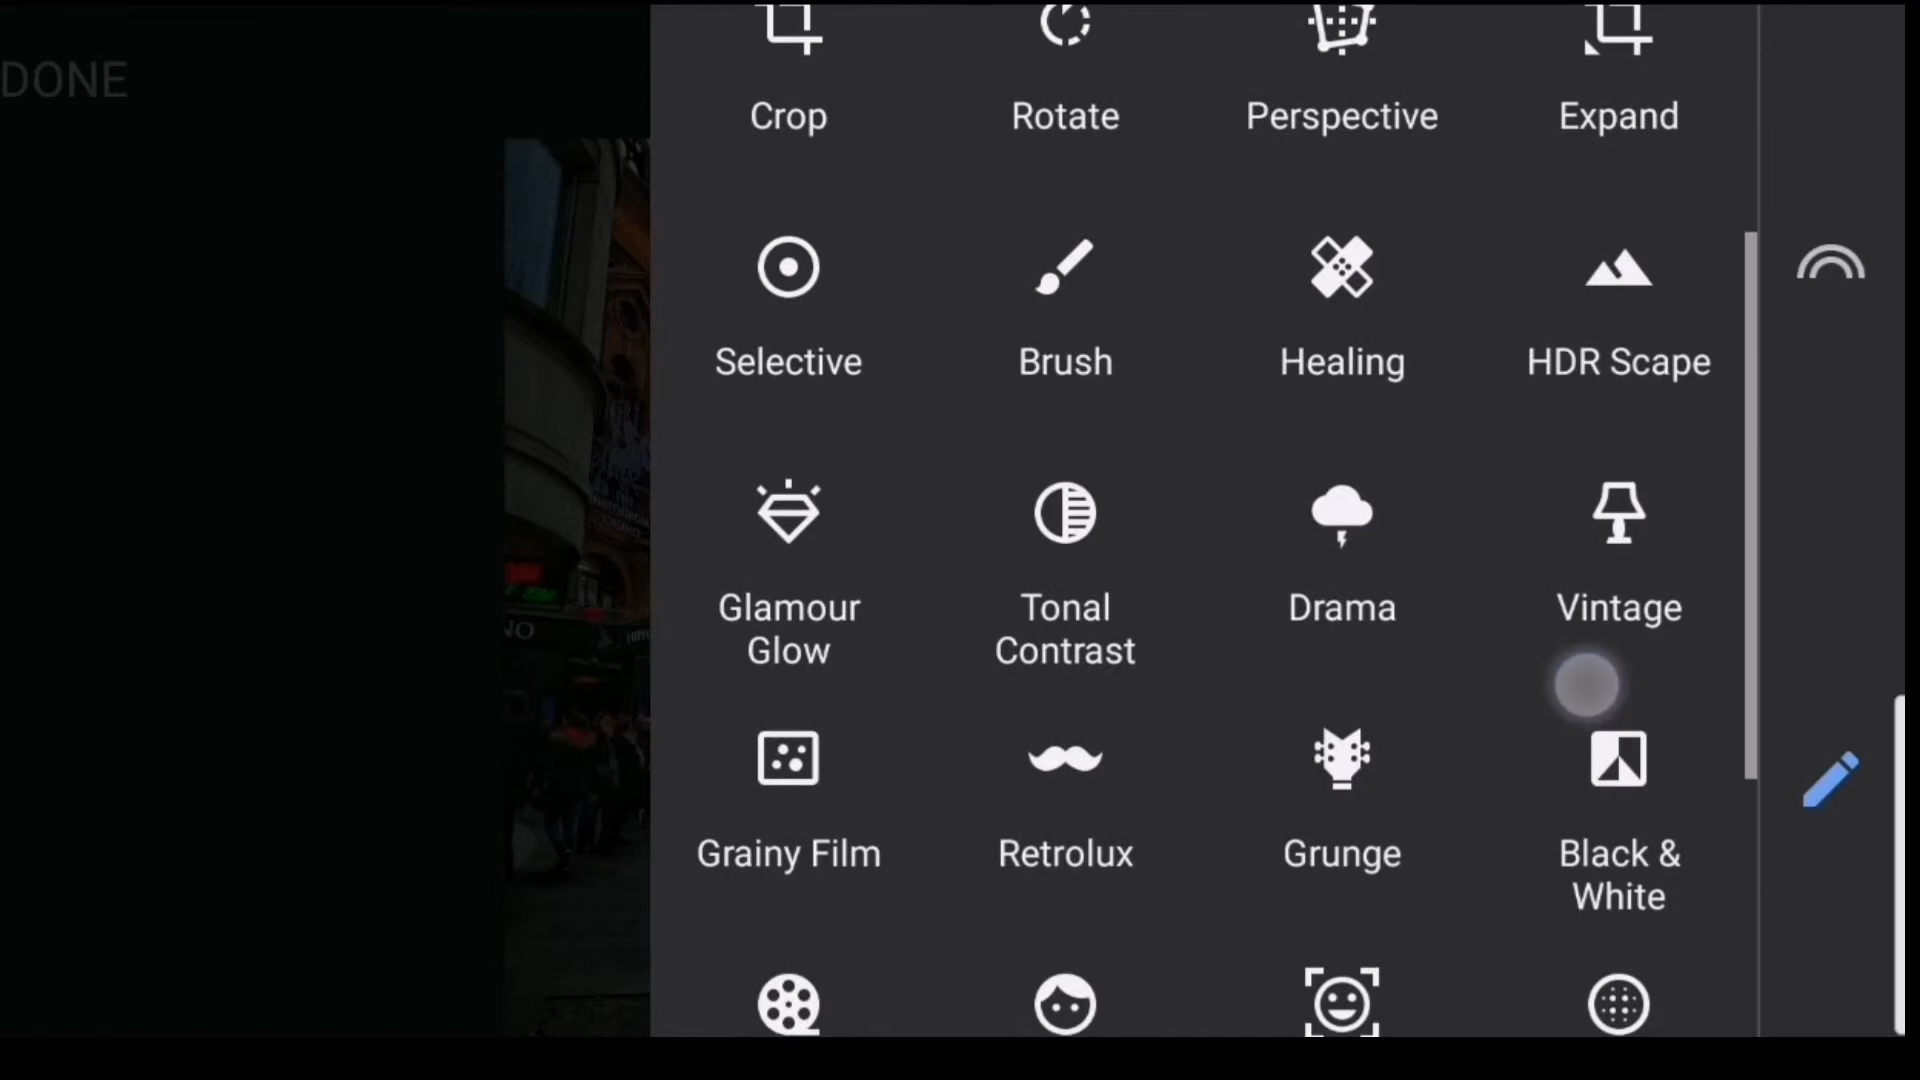 DONE
Crop Rotate Perspective Expand
Selective Brush Healing HDR Scape
Glamour Glow
Tonal Contrast
Drama Vintage
Grainy Film Retrolux Grunge
Black & White